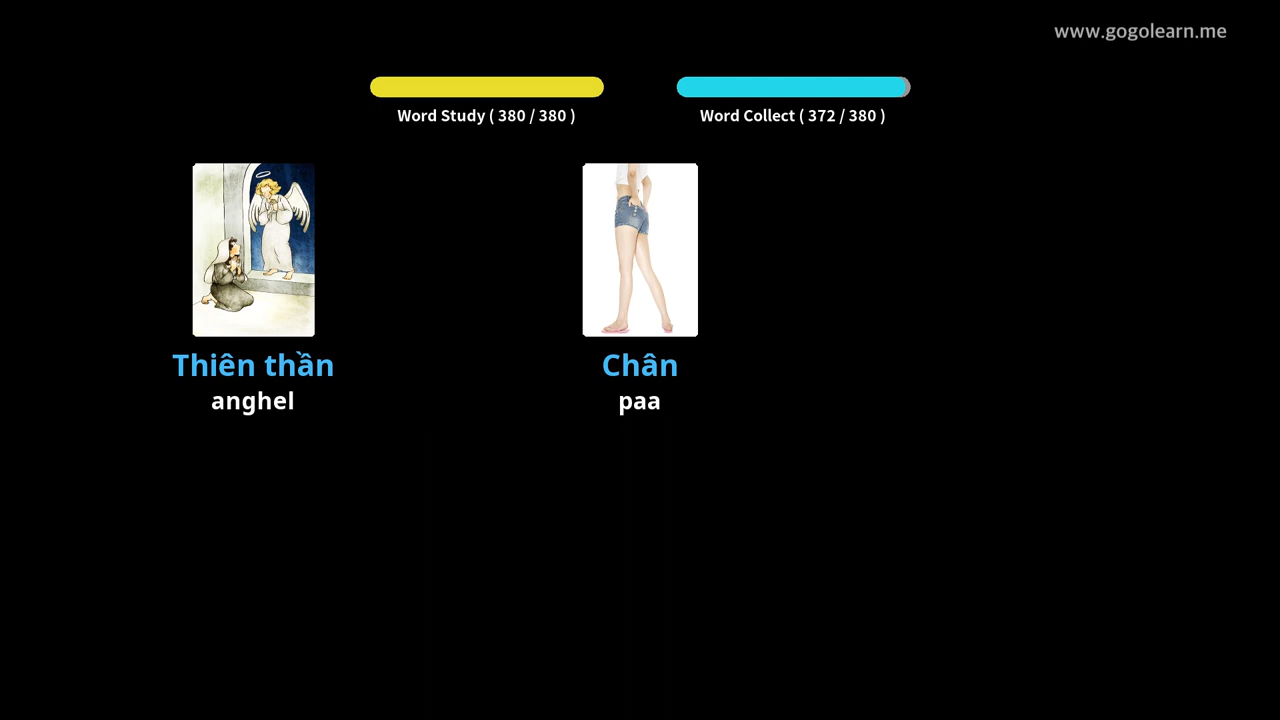 www.gogolearn.me
Word Study ( 380 / 380 )
Word Collect ( 372 / 380 )
Thiên thần
anghel
Chân
paa